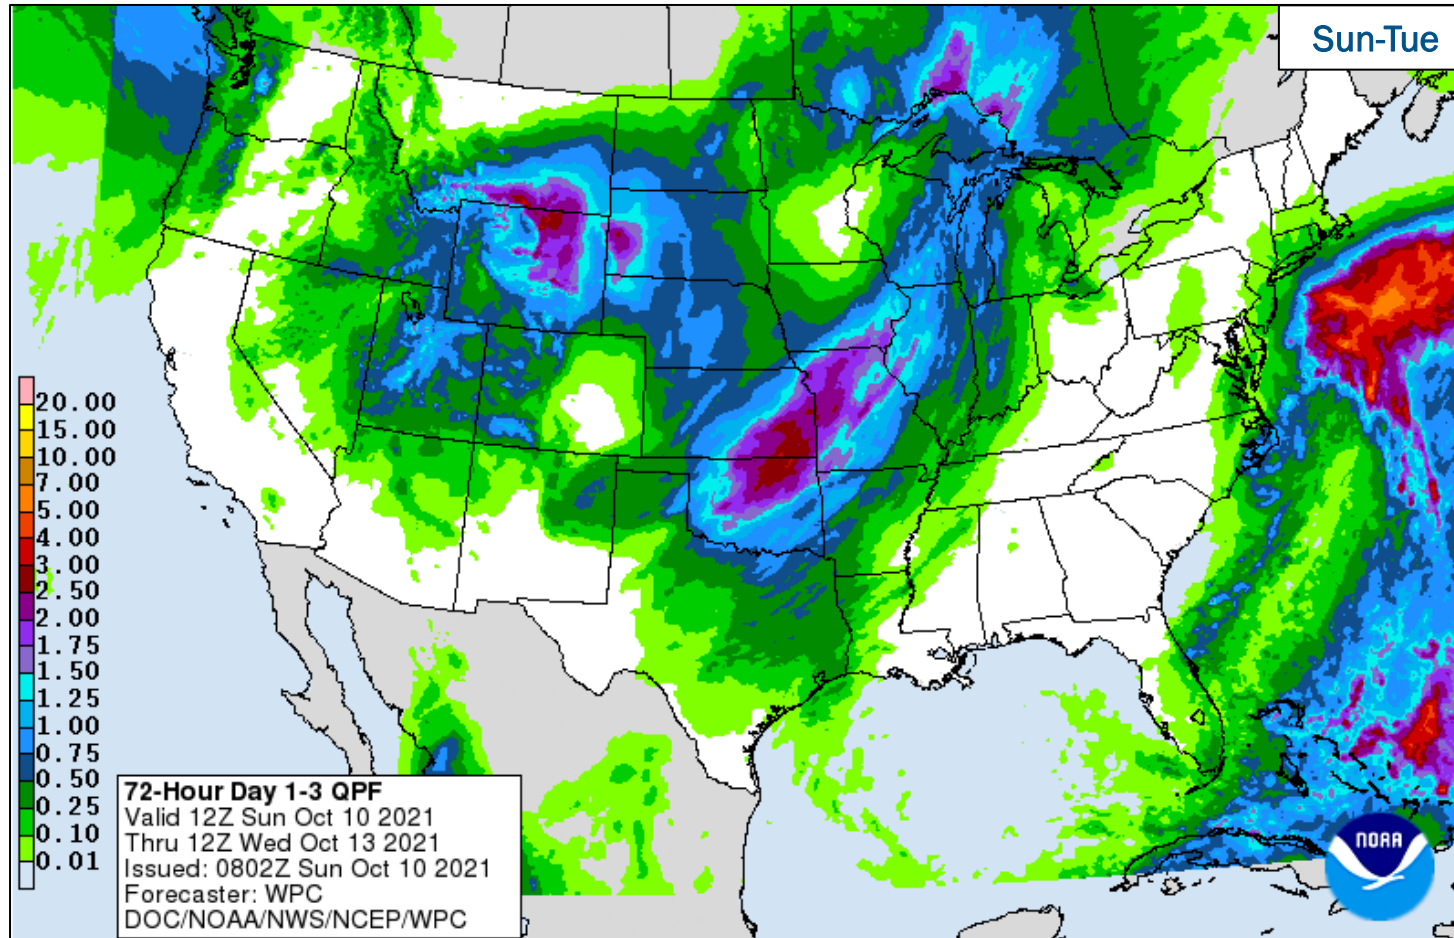 Sun-Tue
20.00
15.00
10.00
7.00
5.00
4.00
3.00
2.50
2.00
1.75
1.50
1.25
1.00
0.75
0.50
0.25
0.10
0.01
72-Hour Day 1-3 QPF
Valid 12Z Sun Oct 10 2021
Thru 12Z Wed Oct 13 2021
Issued: 0802Z Sun Oct 10 2021
Forecaster: WPC
DOC/NOAA/NWS/NCEP/WPC
NOAA